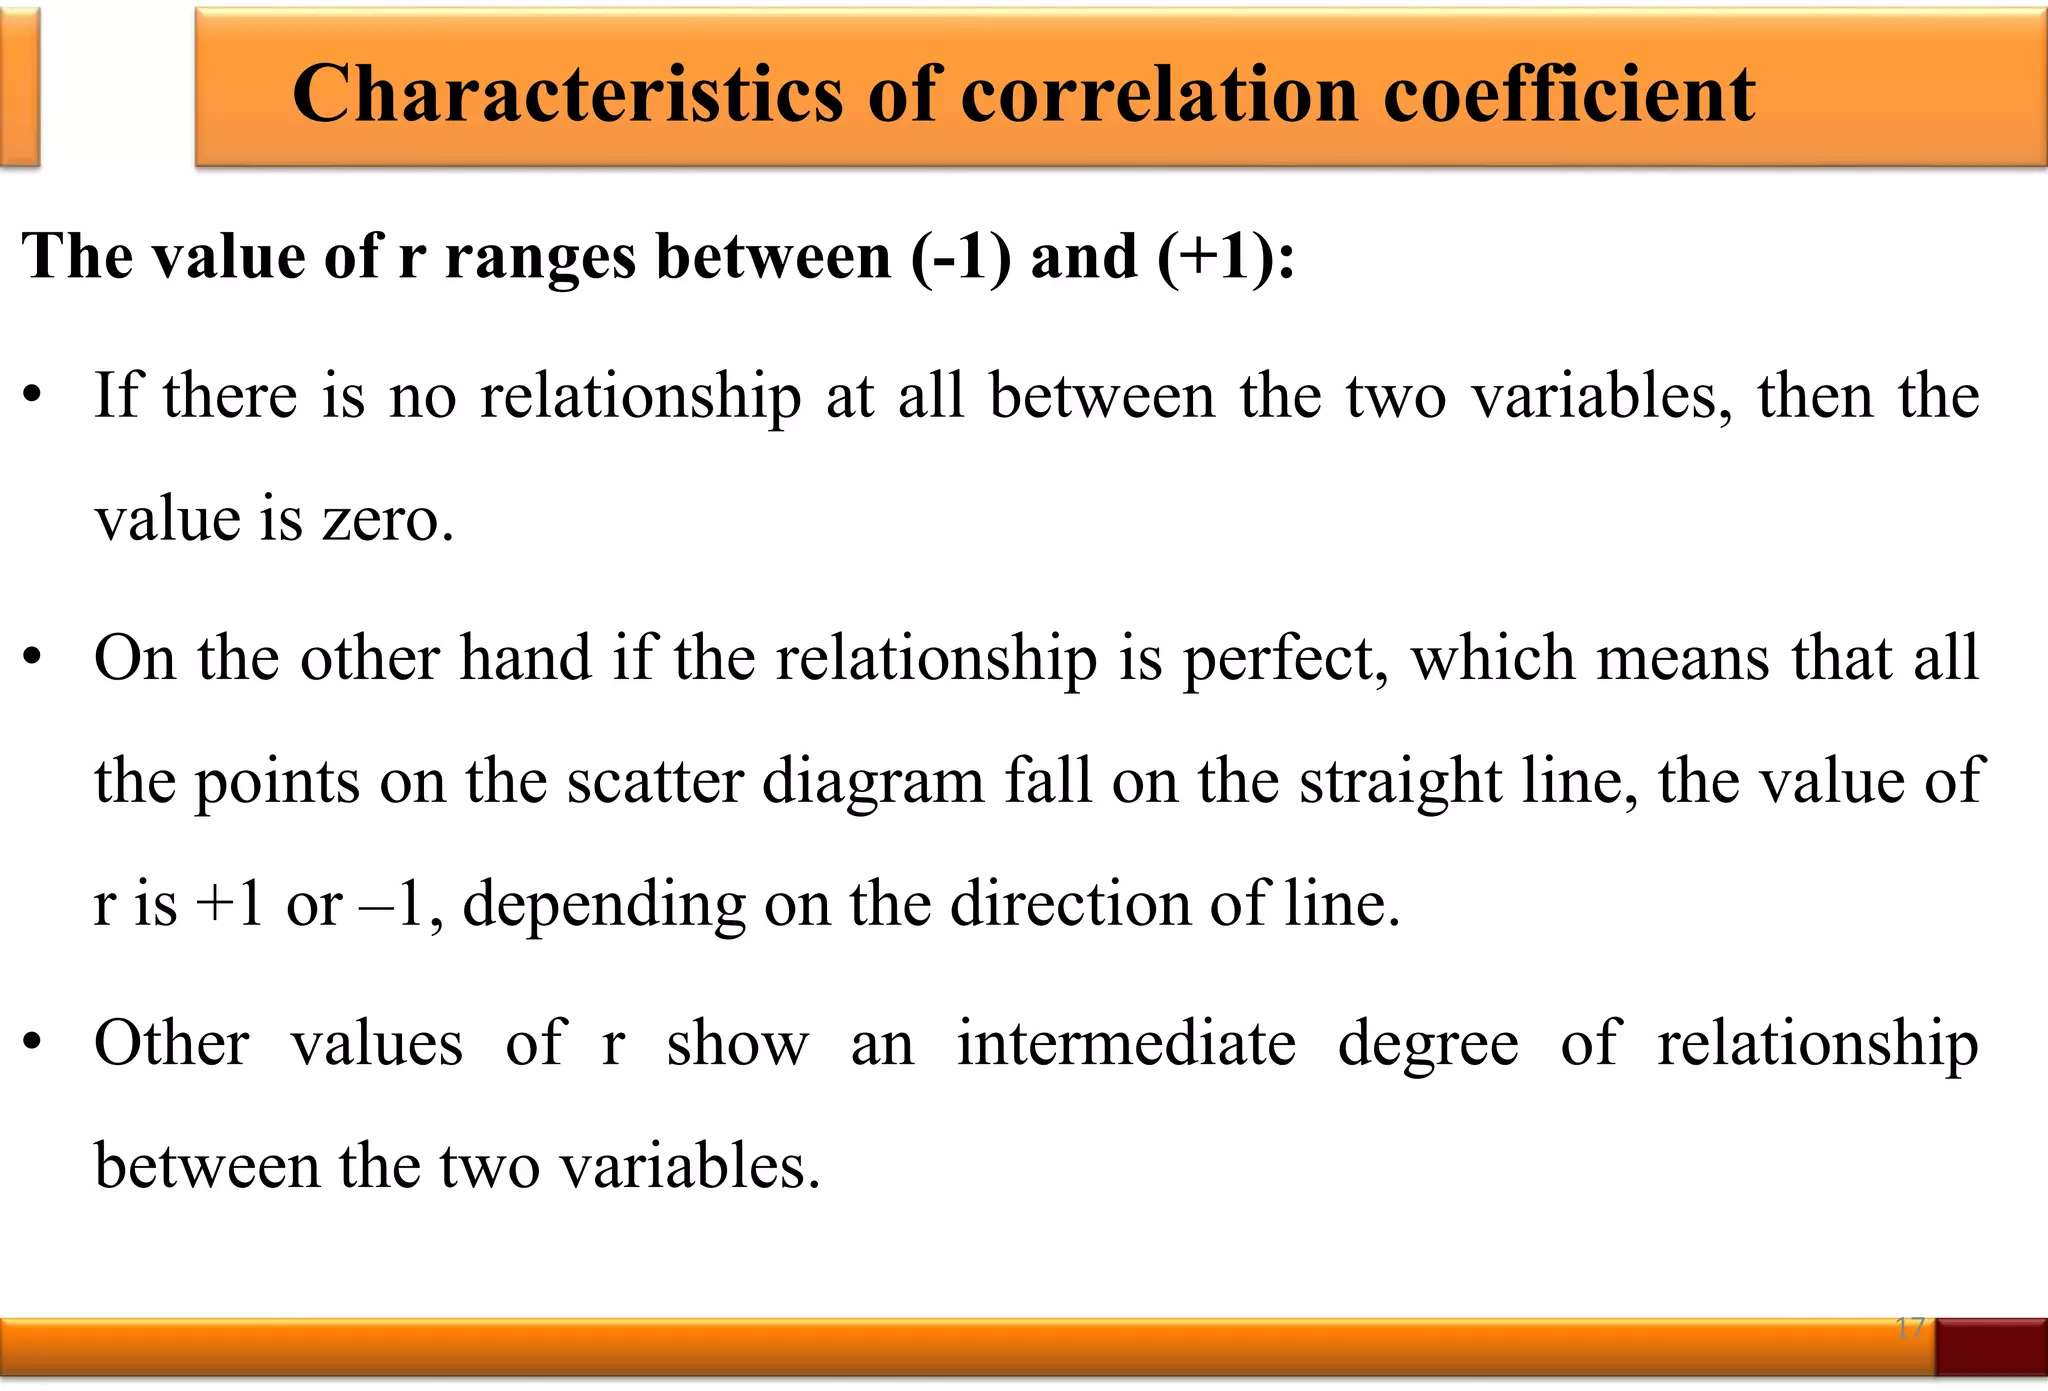 Characteristics of correlation coefficient
The value of r ranges between (-1) and (+1):
• If there is no relationship at all between the two variables, then the
value is zero.
• On the other hand if the relationship is perfect, which means that all
the points on the scatter diagram fall on the straight line, the value of
r is +1 or –1, depending on the direction of line.
• Other values of r show an intermediate degree of relationship
between the two variables.
17